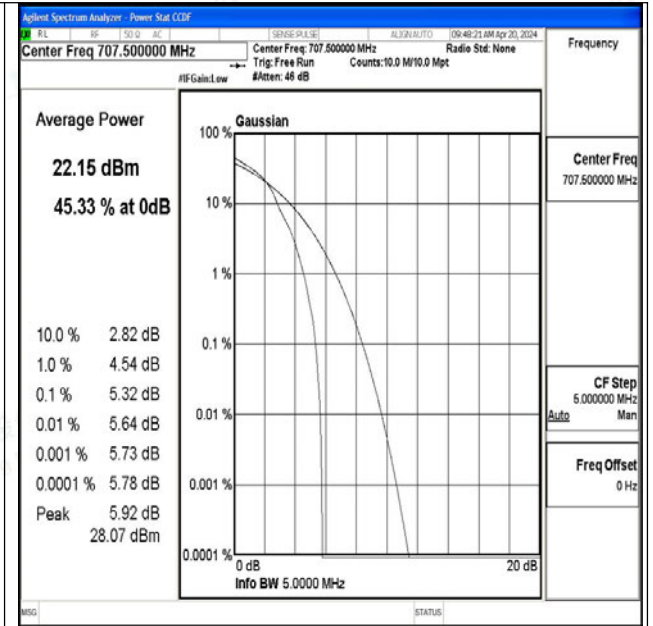 Agilent Spectrum Analyzer - Power Stat CCDF
RL RF 50 Ω AC SENSE:PULSE ALIGN AUTO 09:48:21 AM Apr 20, 2024
Center Freq 707.500000 MHz
Center Freq: 707.500000 MHz Radio Std: None
Trig: Free Run Counts:10.0 M/10.0 Mpt
#IFGain:Low #Atten: 46 dB
Frequency
Average Power
22.15 dBm
45.33 % at 0dB
10.0 % 2.82 dB
1.0 % 4.54 dB
0.1 % 5.32 dB
0.01 % 5.64 dB
0.001 % 5.73 dB
0.0001 % 5.78 dB
Peak 5.92 dB
28.07 dBm
Gaussian
100 %
10 %
1 %
0.1 %
0.01 %
0.001 %
0.0001 %
0 dB 20 dB
Info BW 5.0000 MHz
Center Freq
707.500000 MHz
CF Step
5.000000 MHz
Auto Man
Freq Offset
0 Hz
MSG STATUS